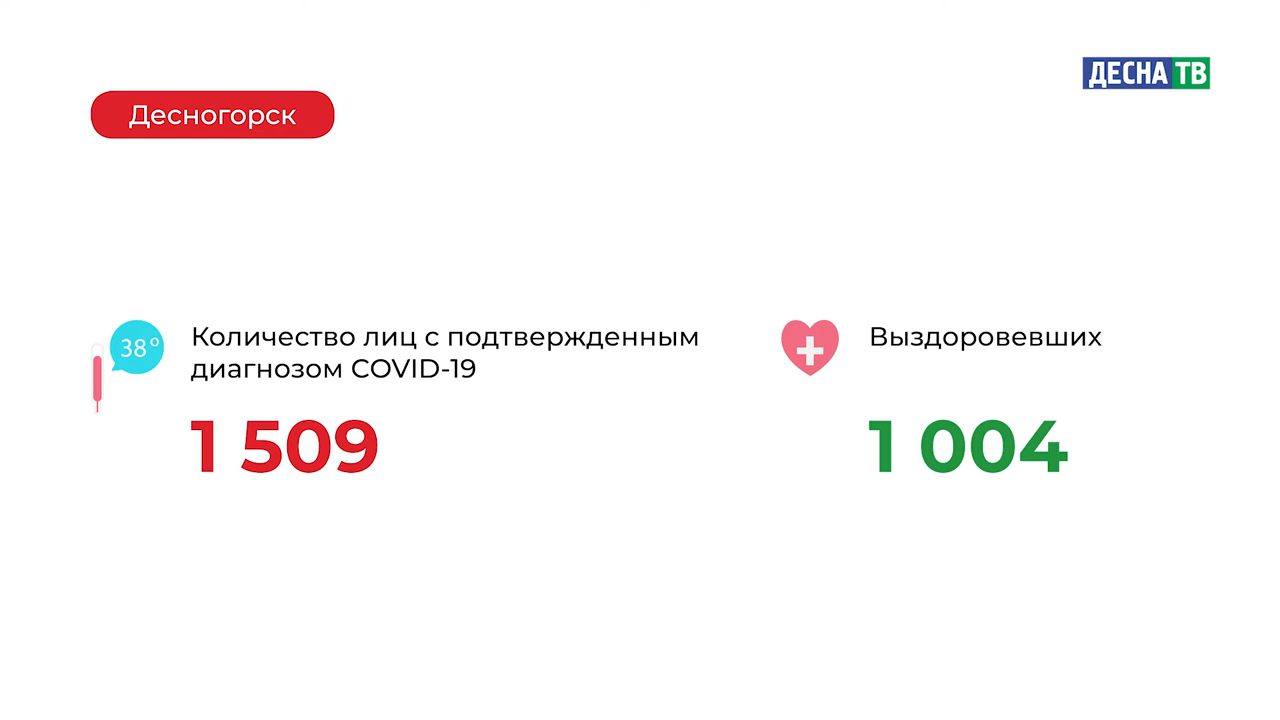 ДЕСНА ТВ
Десногорск
38°
Количество лиц с подтвержденным
диагнозом COVID-19
1 509
Выздоровевших
1 004